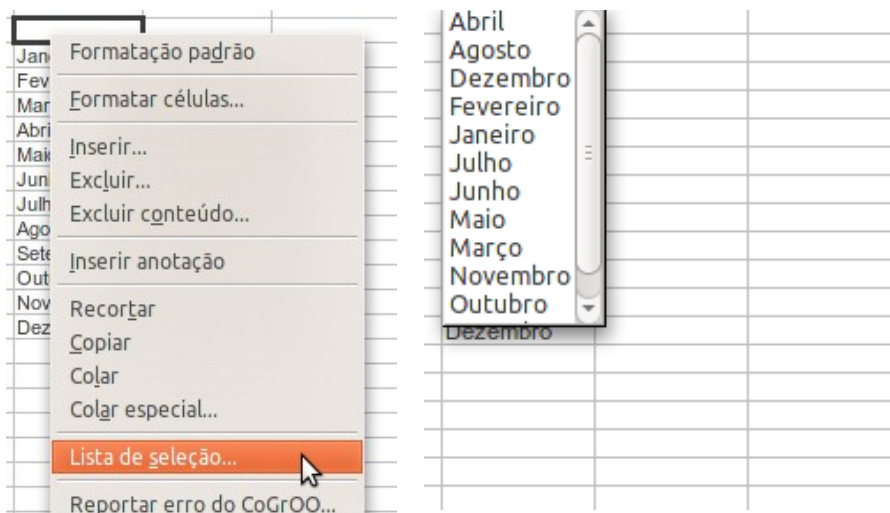 Formatação padrão
Jan
Fev
Formatar células...
Mar
Abri
Inserir...
Maio
Excluir...
Jun
Julh
Excluir conteúdo...
Ago
Sete
Inserir anotação
Out
Nov
Recortar
Dez
Copiar
Colar
Colar especial...
Lista de seleção...
Reportar erro do CoGrOO...
Abril
Agosto
Dezembro
Fevereiro
Janeiro
Julho
Junho
Maio
Março
Novembro
Outubro
Dezembro